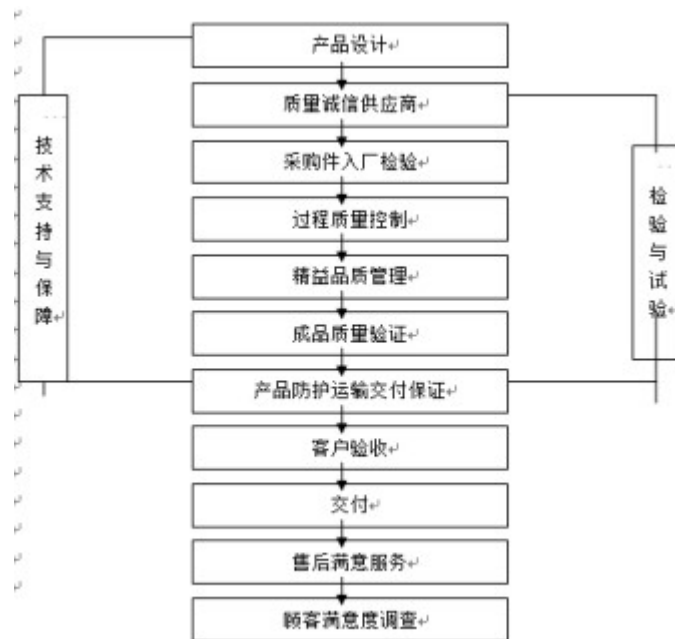 产品设计
质量诚信供应商
采购件入厂检验
过程质量控制
精益品质管理
成品质量验证
产品防护运输交付保证
客户验收
交付
售后满意服务
顾客满意度调查
技术支持与保障
检验与试验